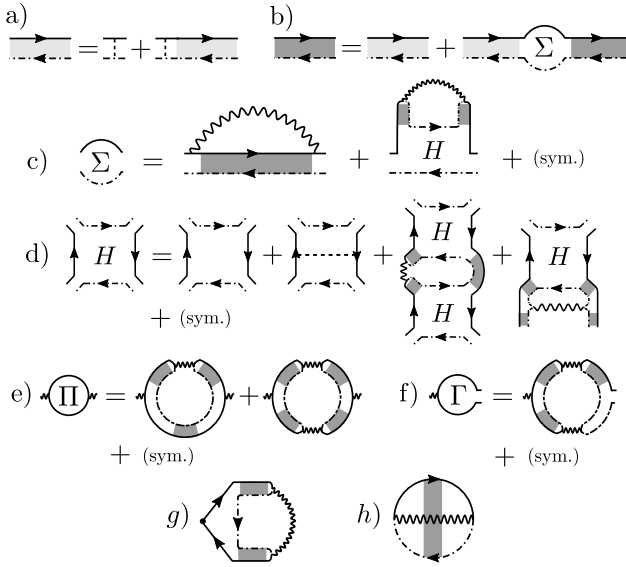 a) = +
b) = + Σ
c) Σ = + H + (sym.)
d) H = + + H H + H
+ (sym.)
e) Π = +
+ (sym.)
f) Γ =
+ (sym.)
g) h)